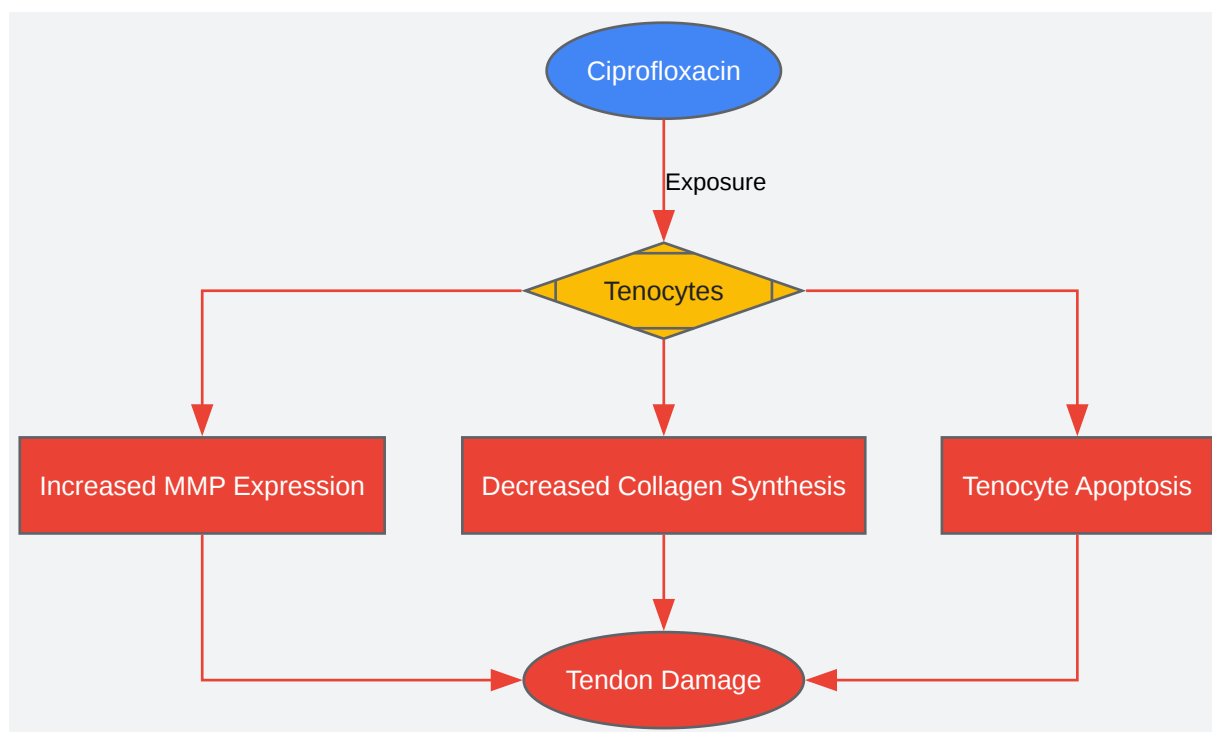 Ciprofloxacin
Exposure
Tenocytes
Increased MMP Expression
Decreased Collagen Synthesis
Tenocyte Apoptosis
Tendon Damage